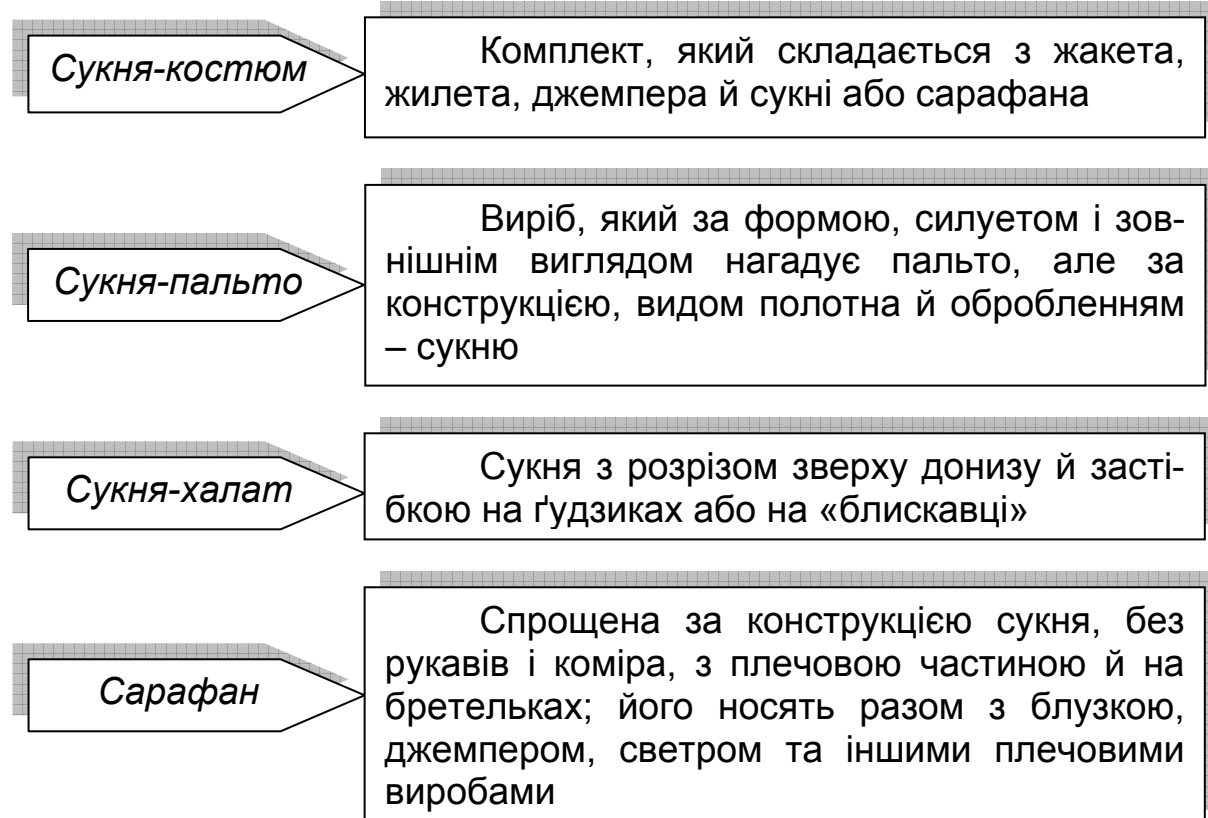 Сукня-костюм
Комплект, який складається з жакета,
жилета, джемпера й сукні або сарафана
Сукня-пальто
Виріб, який за формою, силуетом і зов-
нішнім виглядом нагадує пальто, але за
конструкцією, видом полотна й обробленням
– сукню
Сукня-халат
Сукня з розрізом зверху донизу й засті-
бкою на ґудзиках або на «блискавці»
Сарафан
Спрощена за конструкцією сукня, без
рукавів і коміра, з плечовою частиною й на
бретельках; його носять разом з блузкою,
джемпером, светром та іншими плечовими
виробами